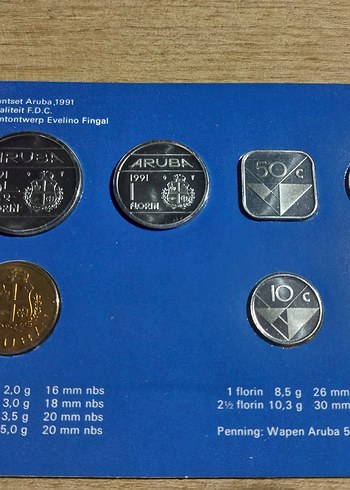 ntset Aruba,1991
aliteit F.D.C.
ntontwerp Evelino Fingal
ARUBA
91
FLORIN
ARUBA
1991
1
FLORIN
50 C
10 C
2,0 g 16 mm nbs
3,0 g 18 mm nbs
3,5 g 20 mm nbs
5,0 g 20 mm nbs
1 florin 8,5 g 26 mm
2½ florin 10,3 g 30 mm
Penning: Wapen Aruba 5